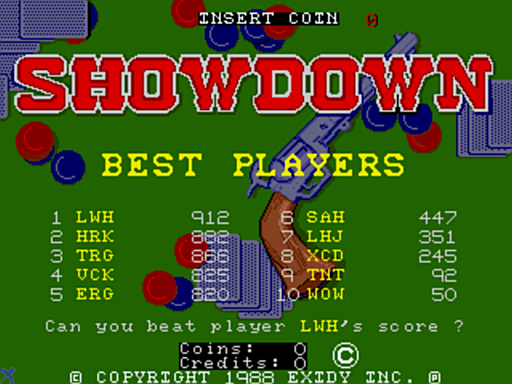 INSERT COIN 0
SHOWDOWN
BEST PLAYERS
1 LWH 912 6 SAH 447
2 HRK 882 7 LHJ 351
3 TRG 866 8 XCD 245
4 VCK 825 9 TNT 92
5 ERG 820 10 WOW 50
Can you beat player LWH's score ?
Coins: 0
Credits: 0 ©
© COPYRIGHT 1988 EXIDY INC. @